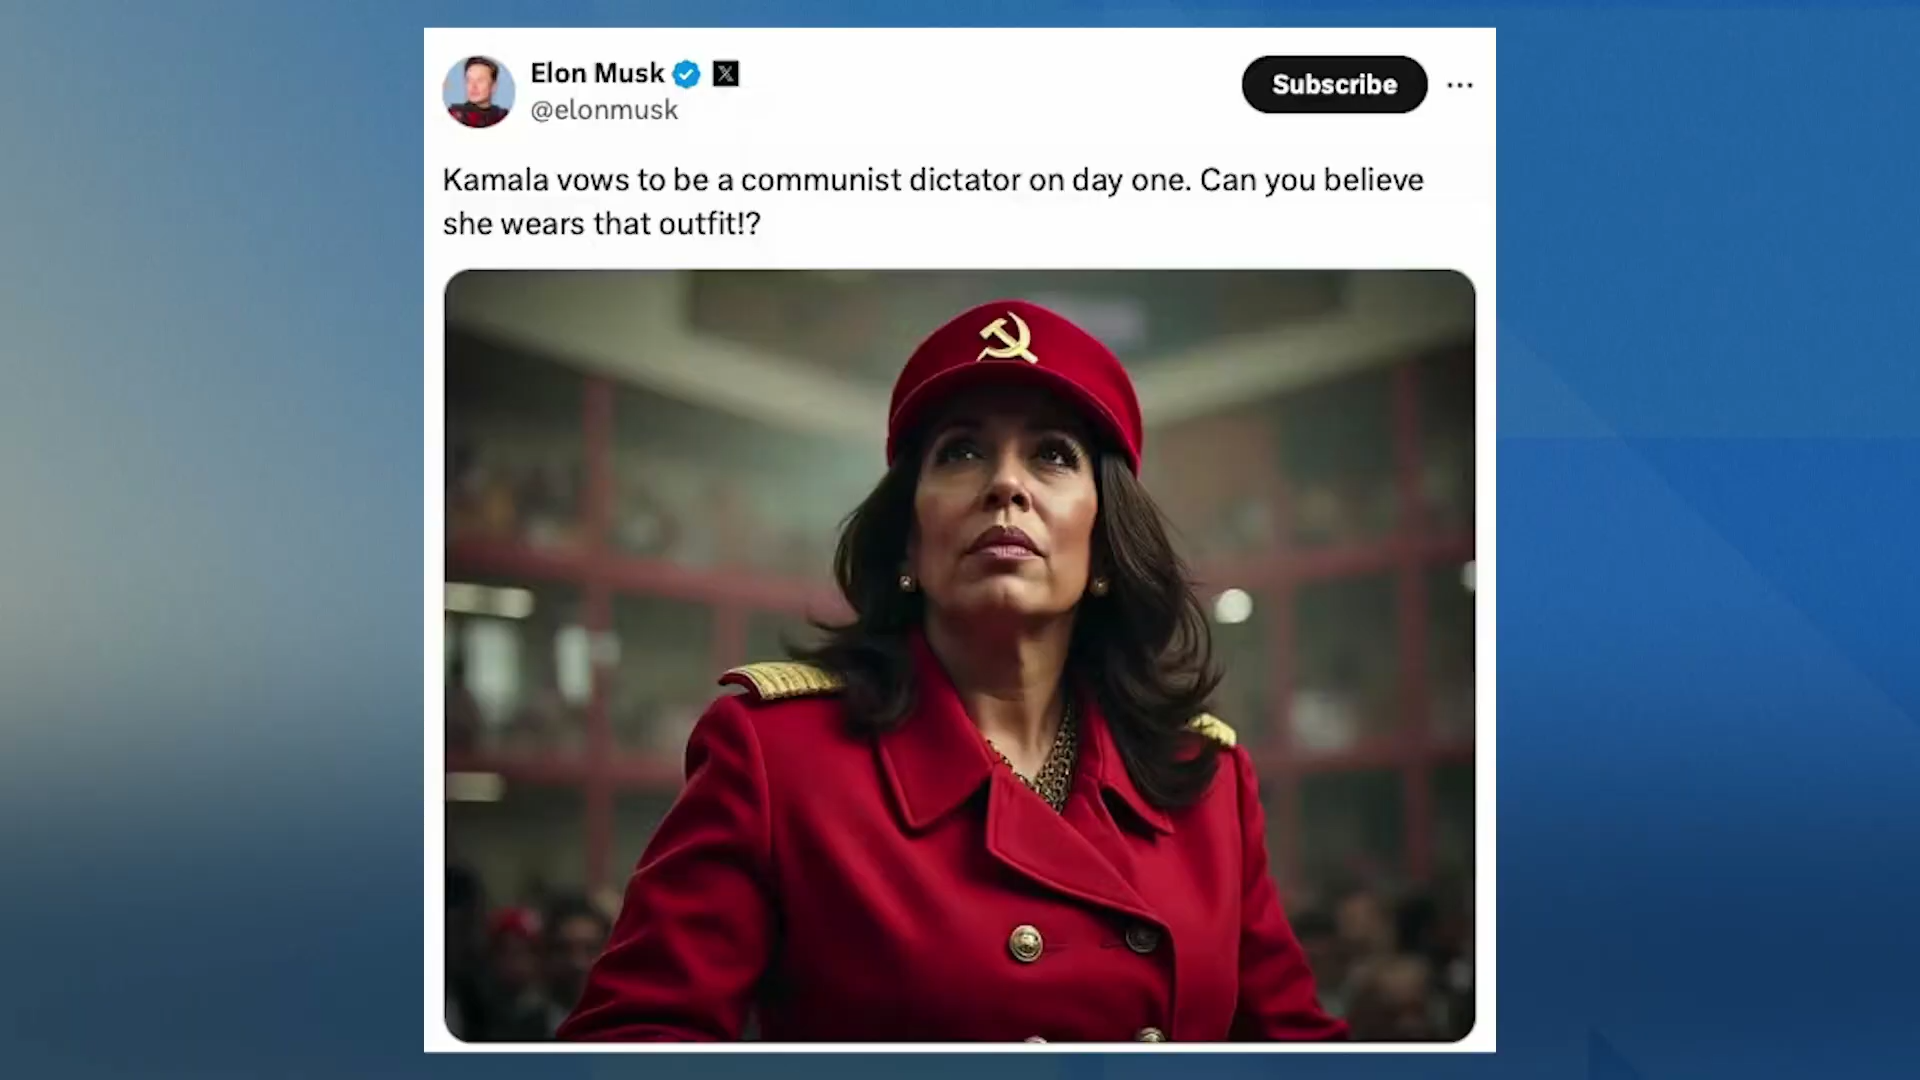 Elon Musk
@elonmusk
Subscribe
Kamala vows to be a communist dictator on day one. Can you believe
she wears that outfit!?